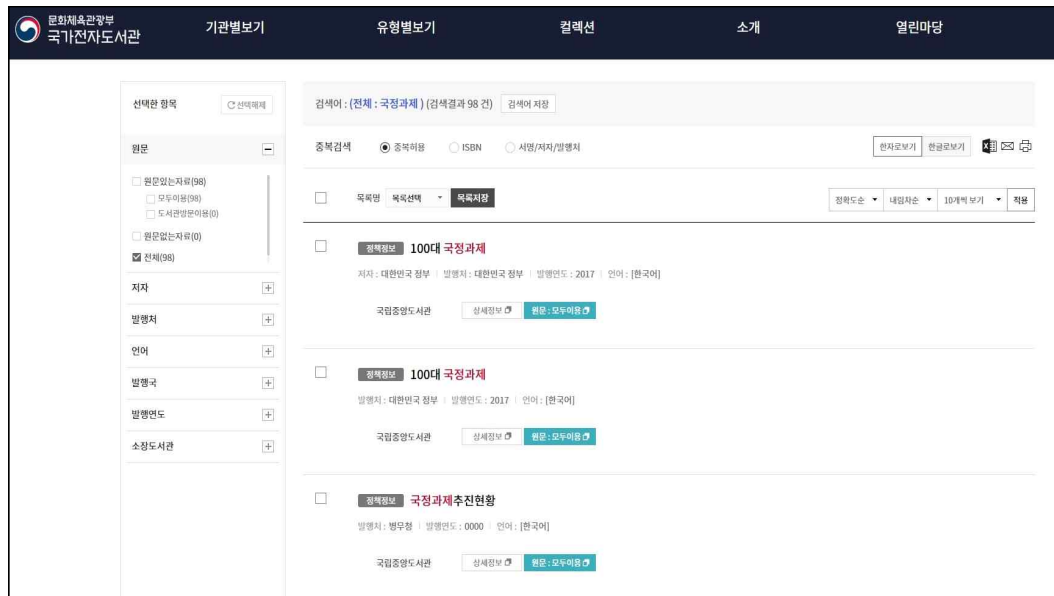 문화체육관광부
국가전자도서관
기관별보기 유형별보기 컬렉션 소개 열린마당
선택한 항목 선택해제
원문
원문있는자료(98)
모두이용(98)
도서관방문이용(0)
원문없는자료(0)
전체(98)
저자
발행처
언어
발행국
발행연도
소장도서관
검색어 : (전체 : 국정과제 ) (검색결과 98 건) 검색어 저장
중복검색 중복허용 ISBN 서명/저자/발행처 한자로보기 한글로보기
목록명 목록선택 목록저장 정확도순 내림차순 10개씩 보기 적용
정책정보 100대 국정과제
저자 : 대한민국 정부 | 발행처 : 대한민국 정부 | 발행연도 : 2017 | 언어 : [한국어]
국립중앙도서관 상세정보 원문 : 모두이용
정책정보 100대 국정과제
발행처 : 대한민국 정부 | 발행연도 : 2017 | 언어 : [한국어]
국립중앙도서관 상세정보 원문 : 모두이용
정책정보 국정과제추진현황
발행처 : 병무청 | 발행연도 : 0000 | 언어 : [한국어]
국립중앙도서관 상세정보 원문 : 모두이용